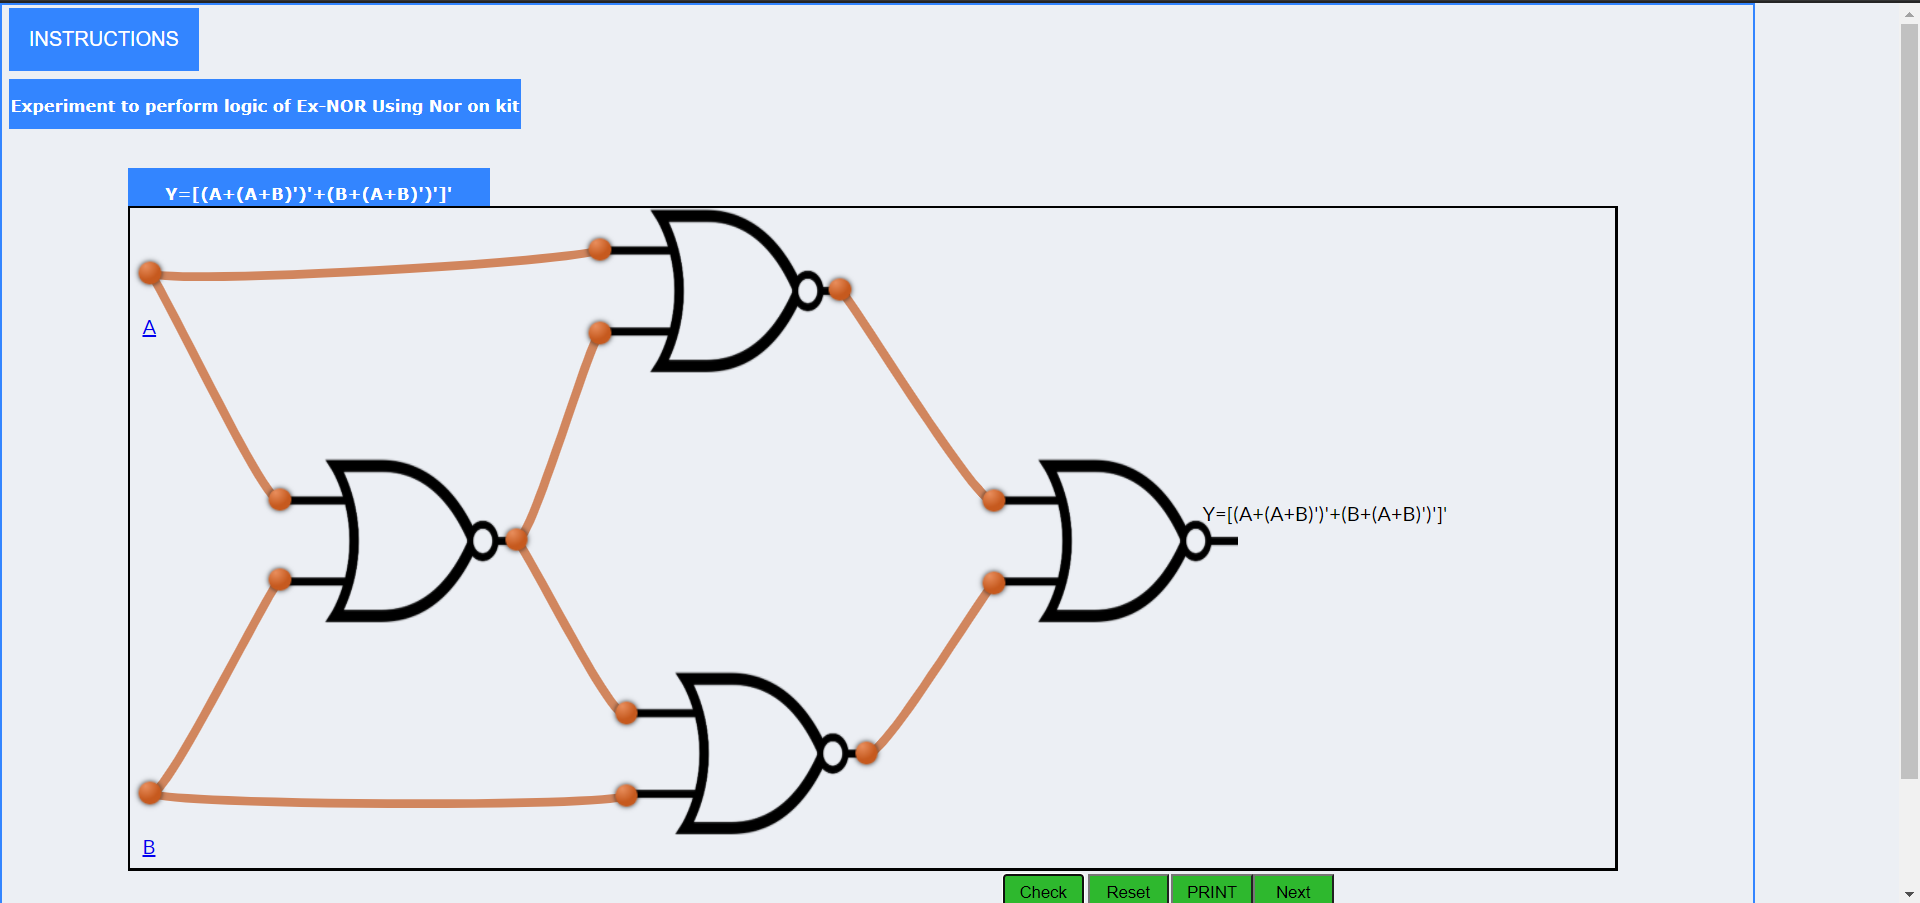 INSTRUCTIONS
Experiment to perform logic of Ex-NOR Using Nor on kit
Y=[(A+(A+B)')'+(B+(A+B)')']'
A
Y=[(A+(A+B)')'+(B+(A+B)')']'
B
Check Reset PRINT Next